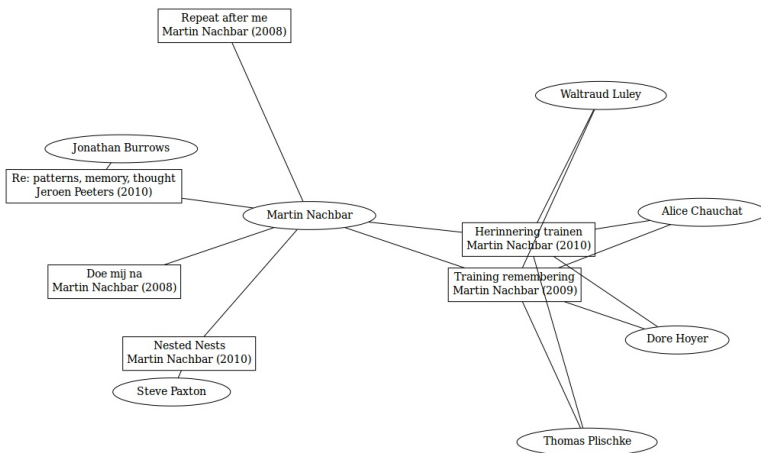 Repeat after me
Martin Nachbar (2008)
Waltraud Luley
Jonathan Burrows
Re: patterns, memory, thought
Jeroen Peeters (2010)
Martin Nachbar
Alice Chauchat
Herinnering trainen
Martin Nachbar (2010)
Doe mij na
Martin Nachbar (2008)
Training remembering
Martin Nachbar (2009)
Nested Nests
Martin Nachbar (2010)
Dore Hoyer
Steve Paxton
Thomas Plischke